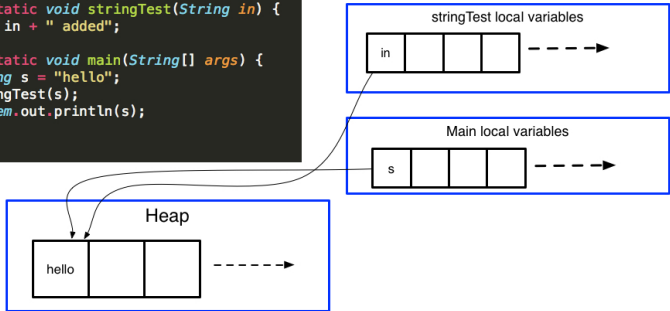 static void stringTest(String in) {
in + " added";
static void main(String[] args) {
ng s = "hello";
ngTest(s);
em.out.println(s);
stringTest local variables
in
Main local variables
s
Heap
hello